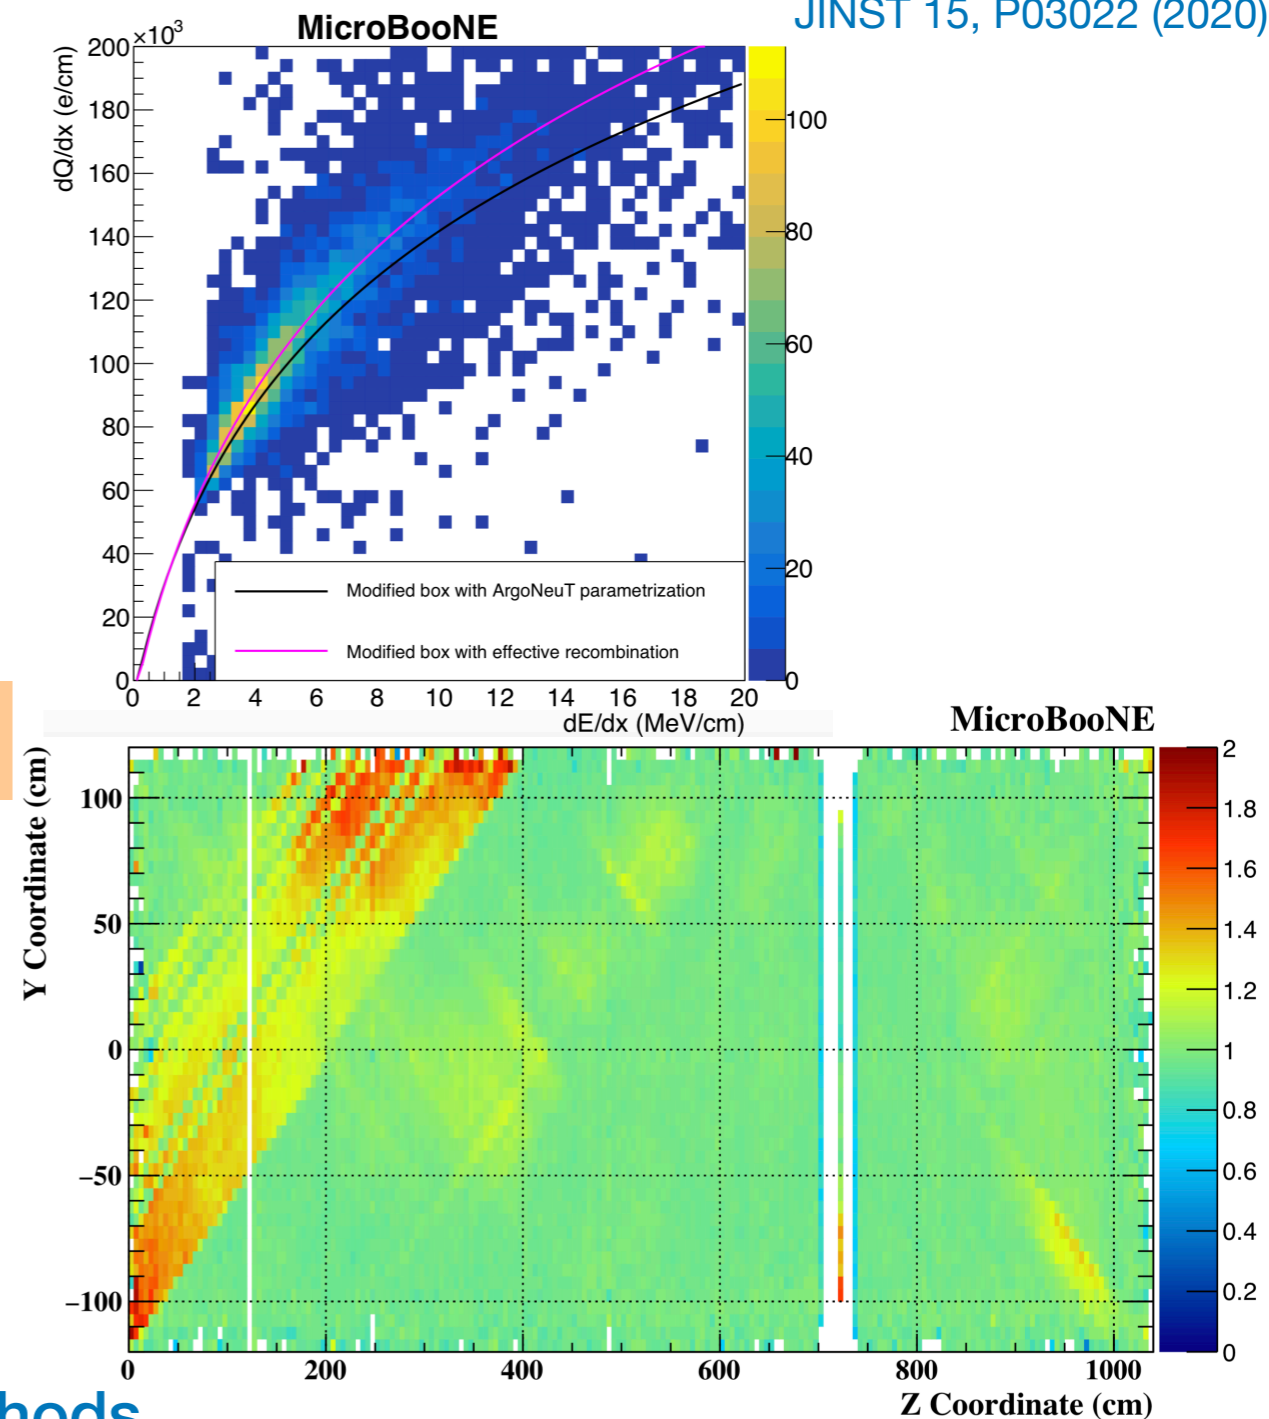 JINST 15, P03022 (2020)
MicroBooNE
×10³
dQ/dx (e/cm)
200
180
160
140
120
100
80
60
40
20
0
100
80
60
40
20
0
Modified box with ArgoNeuT parametrization
Modified box with effective recombination
0 2 4 6 8 10 12 14 16 18 20
dE/dx (MeV/cm)
MicroBooNE
Y Coordinate (cm)
100
50
0
−50
−100
2
1.8
1.6
1.4
1.2
1
0.8
0.6
0.4
0.2
0
0 200 400 600 800 1000
Z Coordinate (cm)
hods